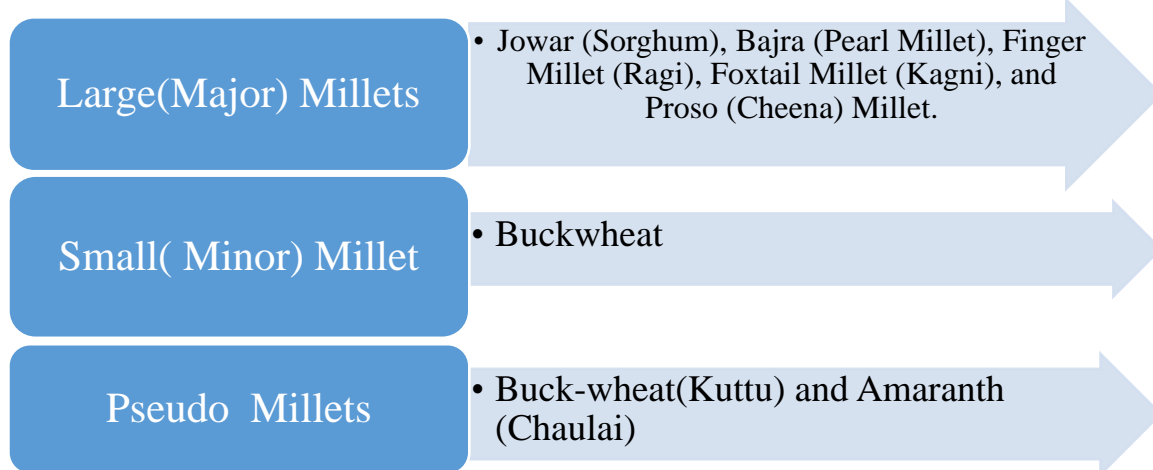 Large(Major) Millets
• Jowar (Sorghum), Bajra (Pearl Millet), Finger
Millet (Ragi), Foxtail Millet (Kagni), and
Proso (Cheena) Millet.
Small( Minor) Millet
• Buckwheat
Pseudo Millets
• Buck-wheat(Kuttu) and Amaranth
(Chaulai)